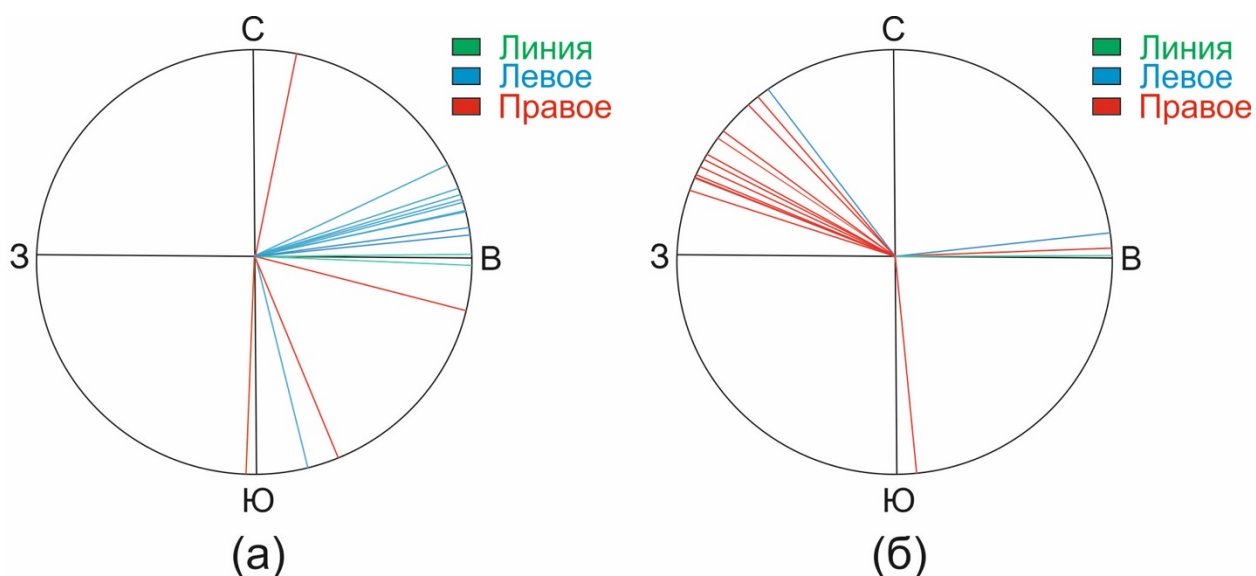 С
Линия
Левое
Правое
З
В
Ю
(а)
С
Линия
Левое
Правое
З
В
Ю
(б)